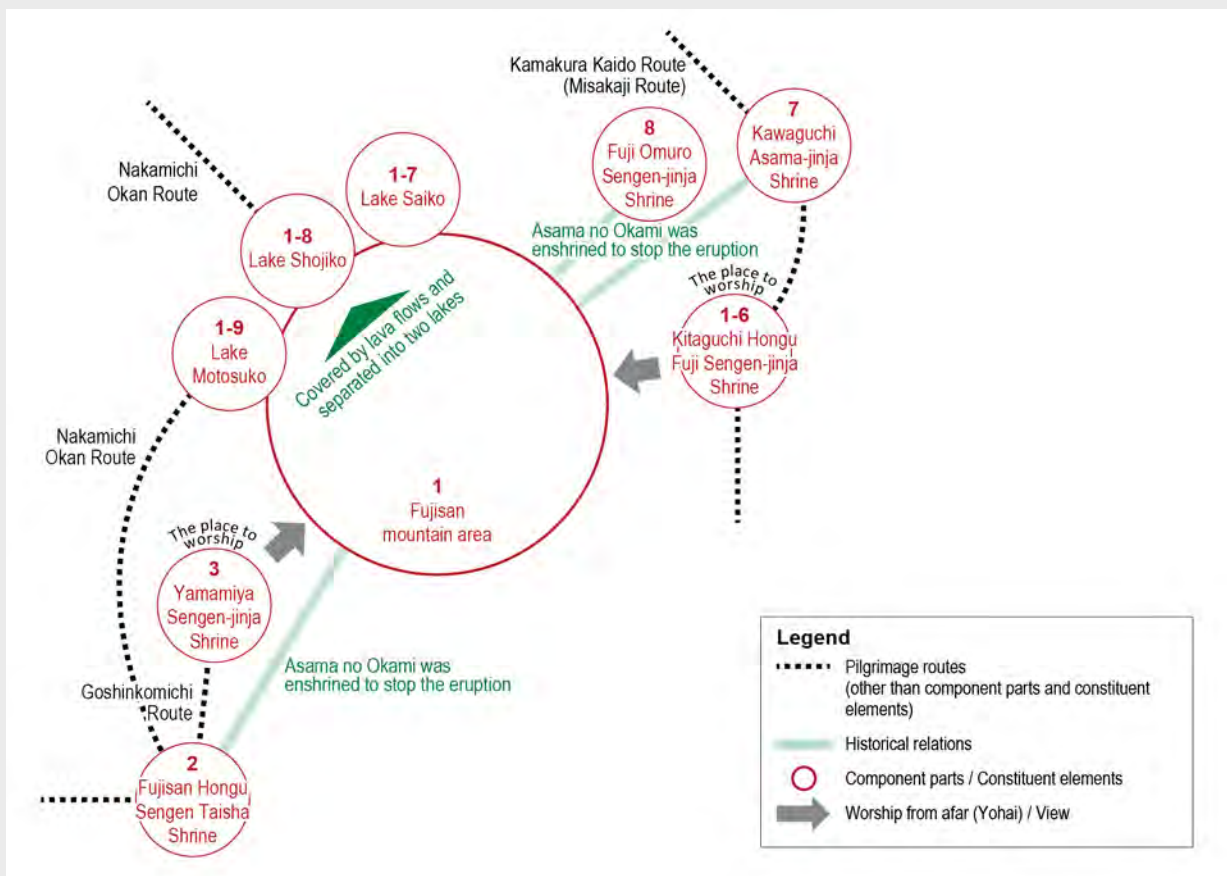 Kamakura Kaido Route
(Misakaji Route)
7
Kawaguchi
Asama-jinja
Shrine
8
Fuji Omuro
Sengen-jinja
Shrine
Nakamichi
Okan Route
1-7
Lake Saiko
1-8
Lake Shojiko
Asama no Okami was
enshrined to stop the eruption
The place to
worship
1-6
Kitaguchi Hongu
Fuji Sengen-jinja
Shrine
1-9
Lake
Motosuko
Covered by lava flows and
separated into two lakes
Nakamichi
Okan Route
1
Fujisan
mountain area
The place to
worship
3
Yamamiya
Sengen-jinja
Shrine
Asama no Okami was
enshrined to stop the eruption
Goshinkomichi
Route
2
Fujisan Hongu
Sengen Taisha
Shrine
Legend
Pilgrimage routes
(other than component parts and constituent
elements)
Historical relations
Component parts / Constituent elements
Worship from afar (Yohai) / View